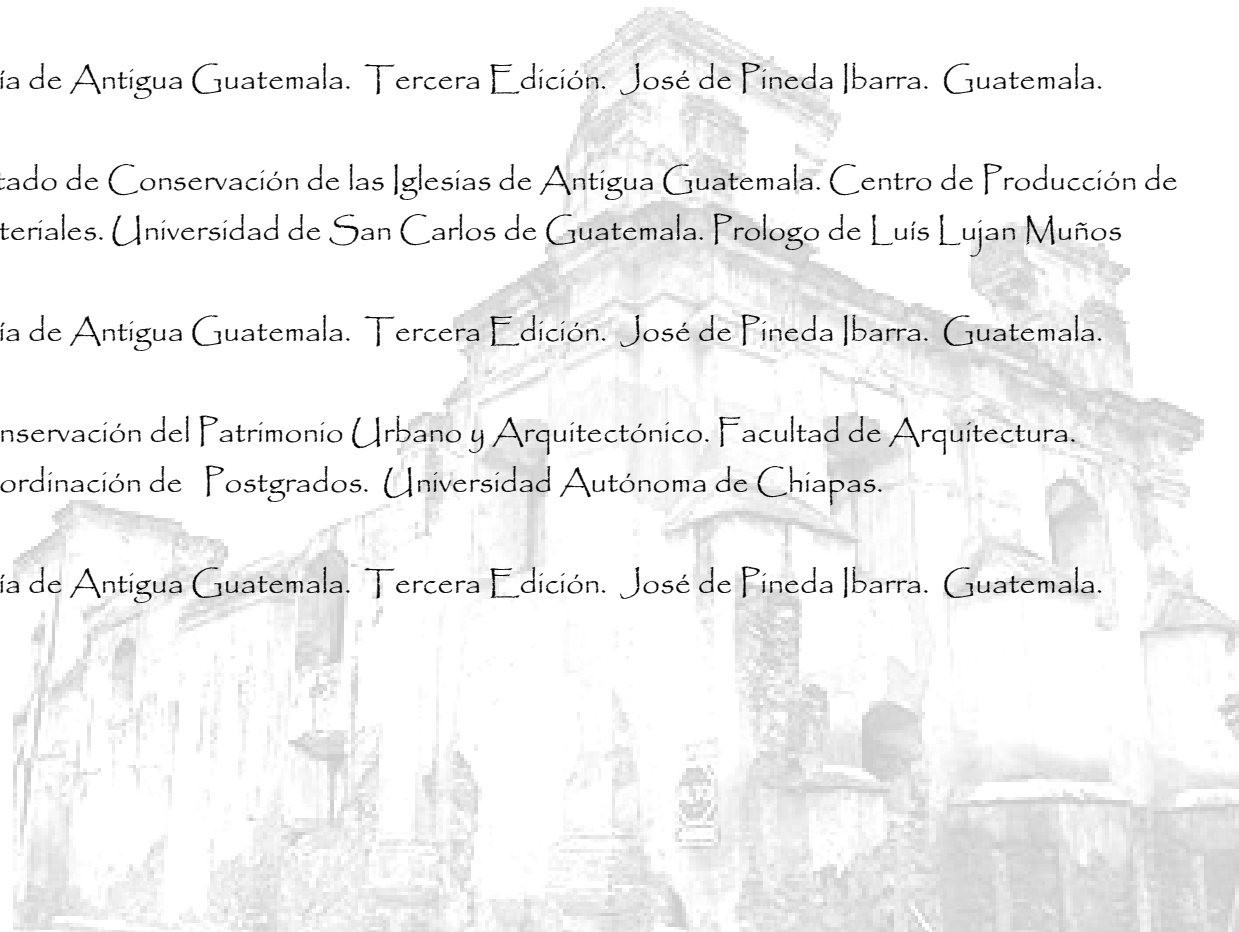 ía de Antigua Guatemala. Tercera Edición. José de Pineda Ibarra. Guatemala.
tado de Conservación de las Iglesias de Antigua Guatemala. Centro de Producción de
teriales. Universidad de San Carlos de Guatemala. Prologo de Luís Lujan Muños
ía de Antigua Guatemala. Tercera Edición. José de Pineda Ibarra. Guatemala.
nservación del Patrimonio Urbano y Arquitectónico. Facultad de Arquitectura.
ordinación de Postgrados. Universidad Autónoma de Chiapas.
ía de Antigua Guatemala. Tercera Edición. José de Pineda Ibarra. Guatemala.